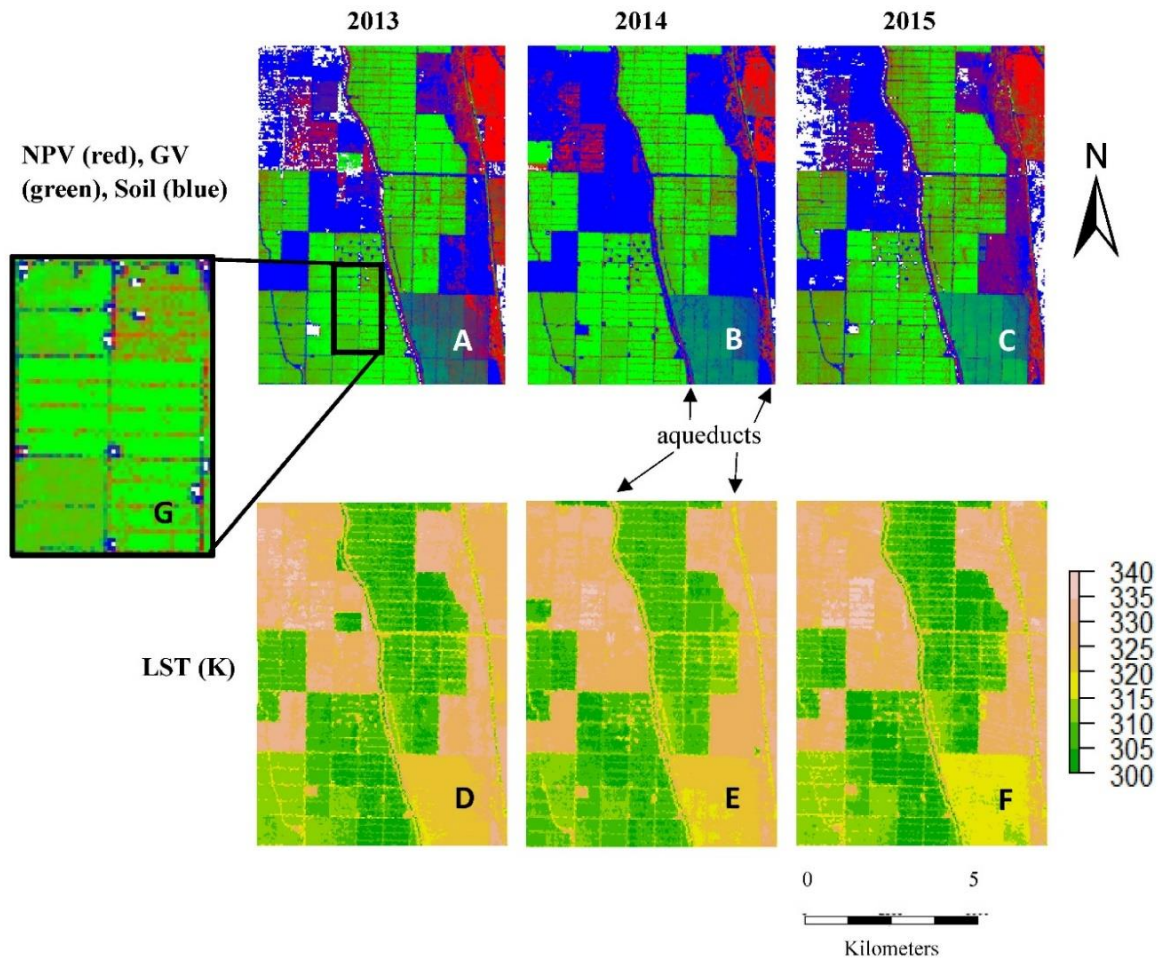 2013
2014
2015
NPV (red), GV
(green), Soil (blue)
N
A
B
C
G
aqueducts
LST (K)
D
E
F
340
335
330
325
320
315
310
305
300
0
5
Kilometers